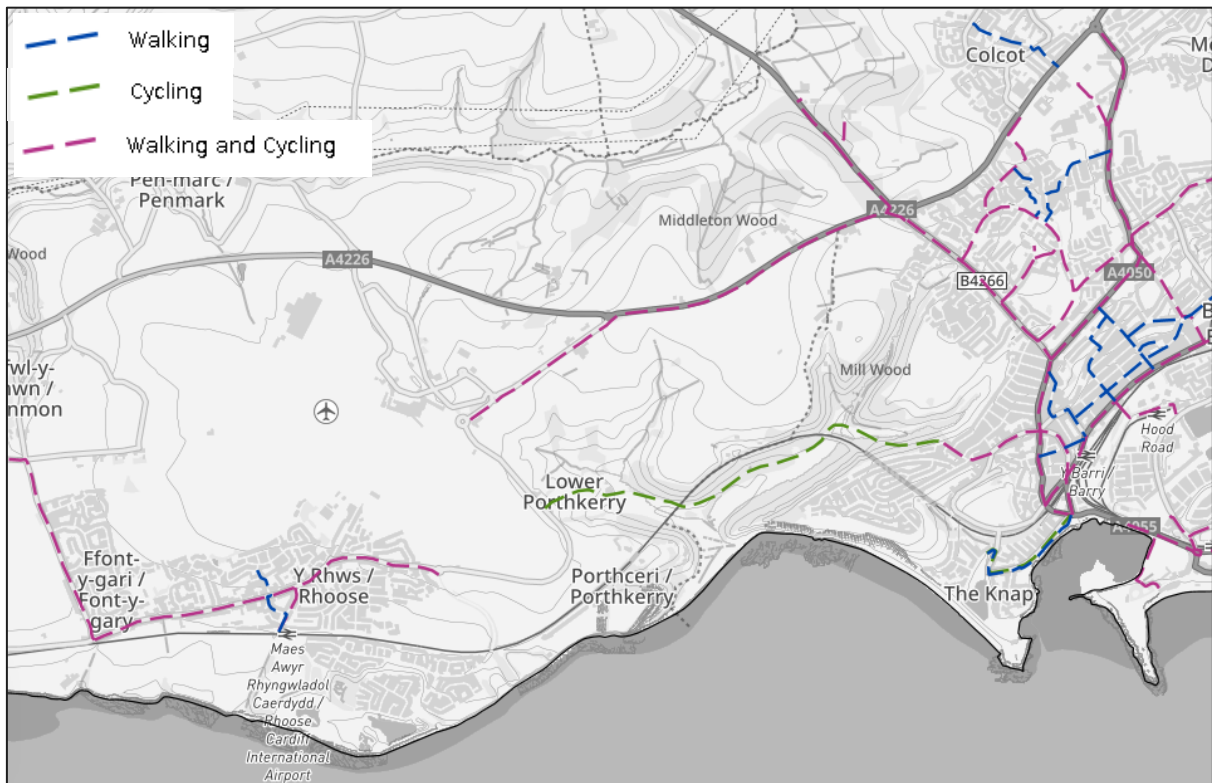 Walking
Cycling
Walking and Cycling
Colcot
Pen-marc /
Penmark
Wood
Middleton Wood
A4226
A4226
B4266
A4050
Mill Wood
Hood
Road
Y Barri /
Barry
Lower
Porthkerry
A4055
Ffont-
y-gari /
Font-y-
gary
Y Rhws /
Rhoose
Porthceri /
Porthkerry
The Knap
Maes
Awyr
Rhyngwladol
Caerdydd /
Rhoose
Cardiff
International
Airport